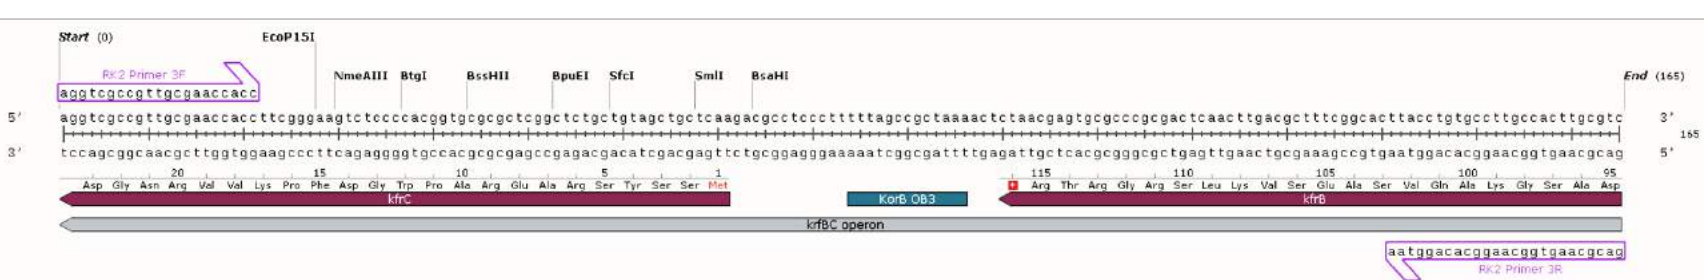 Start (0) EcoP15I
RK2 Primer 3F NmeAIII BtgI BssHII BpuEI SfcI SmlI BsaHI End (165)
aggtcgccgttgcgaaccacc
5' aggtcgccgttgcgaaccaccttcgggaagtctccccacggtgcgcgctcggctctgctgtagctgctcaagacgcctccctttttagccgctaaaactctaacgagtgcgcccgcgactcaacttgacgctttcggcacttacctgtgccttgccacttgcgtc 3'
165
3' tccagcggcaacgcttggtggaagcccttcagaggggtgccacgcgcgagccgagacgacatcgacgagttctgcggagggaaaaatcggcgattttgagattgctcacgcgggcgctgagttgaactgcgaaagccgtgaatggacacggaacggtgaacgcag 5'
20 15 10 5 1 115 110 105 100 95
Asp Gly Asn Arg Val Val Lys Pro Phe Asp Gly Trp Pro Ala Arg Glu Ala Arg Ser Tyr Ser Ser Met Arg Thr Arg Gly Arg Ser Leu Lys Val Ser Glu Ala Ser Val Gln Ala Lys Gly Ser Ala Asp
kfrC KorB OB3 kfrB
krfBC operon
aatggacacggaacggtgaacgcag
RK2 Primer 3R